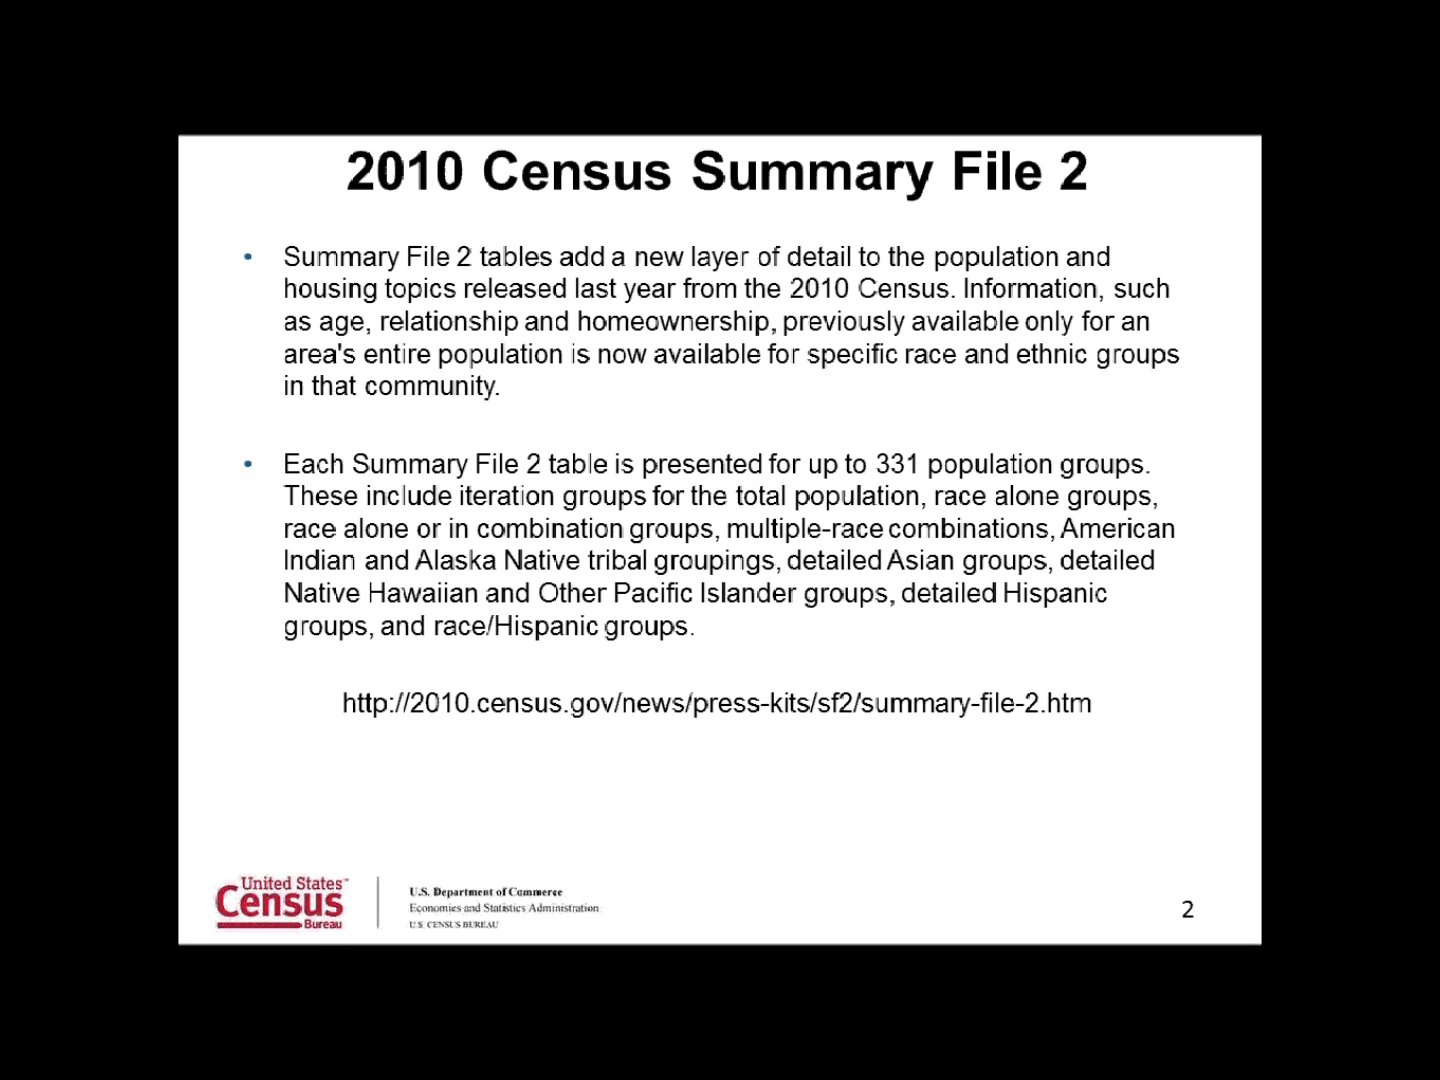 2010 Census Summary File 2
• Summary File 2 tables add a new layer of detail to the population and
housing topics released last year from the 2010 Census. Information, such
as age, relationship and homeownership, previously available only for an
area's entire population is now available for specific race and ethnic groups
in that community.
• Each Summary File 2 table is presented for up to 331 population groups.
These include iteration groups for the total population, race alone groups,
race alone or in combination groups, multiple-race combinations, American
Indian and Alaska Native tribal groupings, detailed Asian groups, detailed
Native Hawaiian and Other Pacific Islander groups, detailed Hispanic
groups, and race/Hispanic groups.
http://2010.census.gov/news/press-kits/sf2/summary-file-2.htm
United States™
Census
Bureau
U.S. Department of Commerce
Economics and Statistics Administration
U.S. CENSUS BUREAU
2